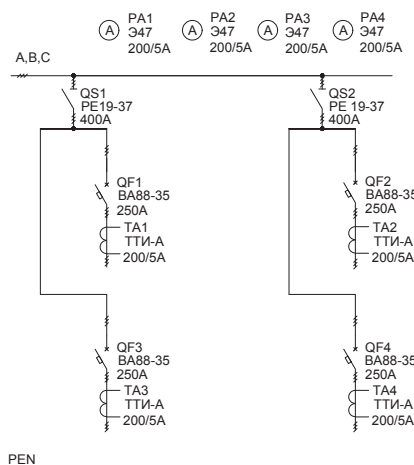 A PA1 A PA2 A PA3 A PA4
Э47 Э47 Э47 Э47
200/5A 200/5A 200/5A 200/5A
A,B,C
QS1 QS2
PE19-37 PE 19-37
400A 400A
QF1 QF2
BA88-35 BA88-35
250A 250A
TA1 TA2
ТТИ-А ТТИ-А
200/5A 200/5A
QF3 QF4
BA88-35 BA88-35
250A 250A
TA3 TA4
ТТИ-А ТТИ-А
200/5A 200/5A
PEN